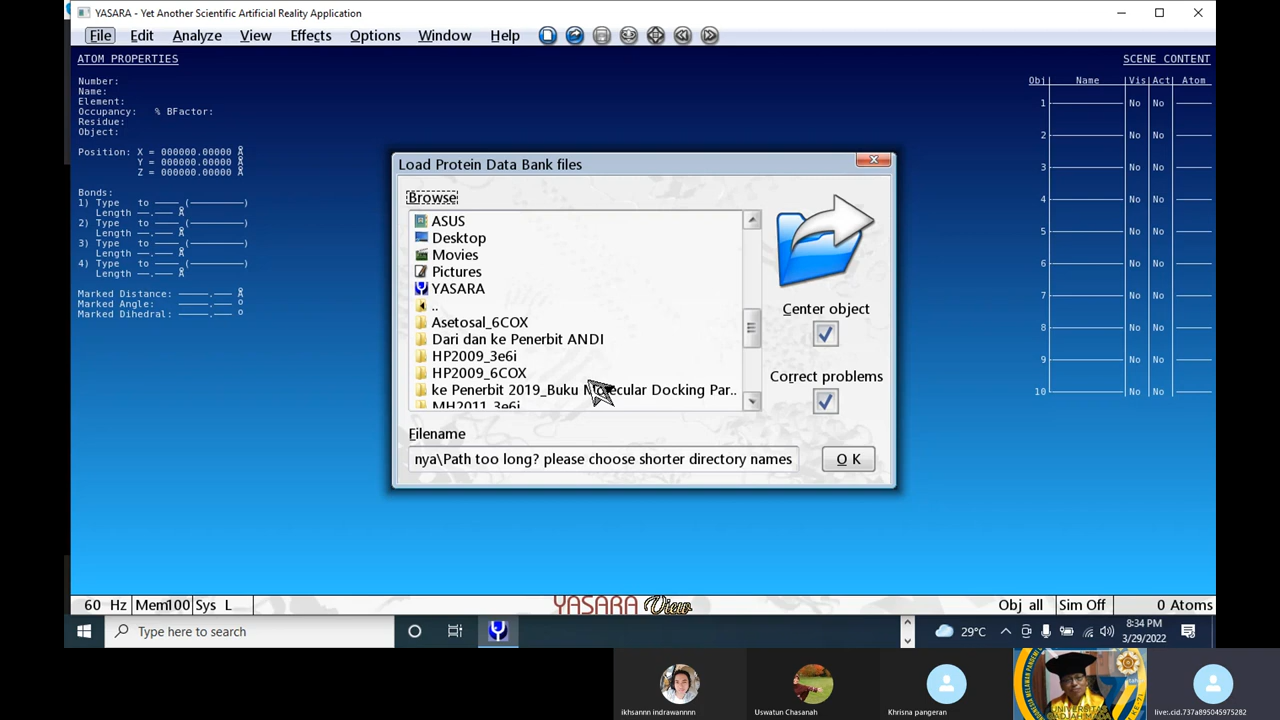 YASARA - Yet Another Scientific Artificial Reality Application
File Edit Analyze View Effects Options Window Help
ATOM PROPERTIES
Number:
Name:
Element:
Occupancy: % BFactor:
Residue:
Object:
Position: X = 000000.00000 Å
Y = 000000.00000 Å
Z = 000000.00000 Å
Bonds:
1) Type to (
Length . Å
2) Type to (
Length . Å
3) Type to (
Length . Å
4) Type to (
Length . Å
Marked Distance: . Å
Marked Angle: . º
Marked Dihedral: . º
SCENE CONTENT
Obj Name Vis Act Atom
1 No No
2 No No
3 No No
4 No No
5 No No
6 No No
7 No No
8 No No
9 No No
10 No No
Load Protein Data Bank files
Browse
ASUS
Desktop
Movies
Pictures
YASARA
..
Asetosal_6COX
Dari dan ke Penerbit ANDI
HP2009_3e6i
HP2009_6COX
ke Penerbit 2019_Buku Molecular Docking Par..
MH2011_3e6i
Center object
Correct problems
Filename
nya\Path too long? please choose shorter directory names
O K
60 Hz Mem100 Sys L
YASARA View
Obj all Sim Off 0 Atoms
Type here to search
29°C
8:34 PM
3/29/2022
ikhsannn indrawannnn
Uswatun Chasanah
Khrisna pangeran
live:.cid.737a895045975282